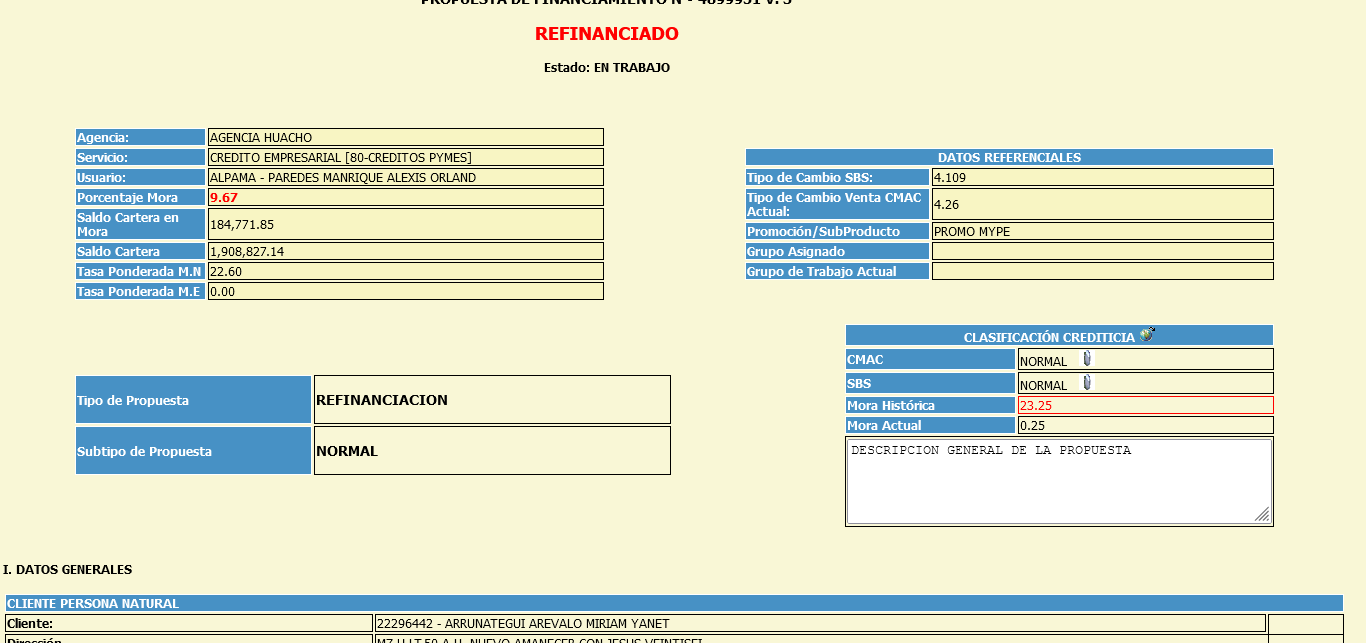 PROPUESTA DE FINANCIAMIENTO N - 4899951 V. 3
REFINANCIADO
Estado: EN TRABAJO
Agencia: AGENCIA HUACHO
Servicio: CREDITO EMPRESARIAL [80-CREDITOS PYMES]
Usuario: ALPAMA - PAREDES MANRIQUE ALEXIS ORLAND
Porcentaje Mora 9.67
Saldo Cartera en
Mora 184,771.85
Saldo Cartera 1,908,827.14
Tasa Ponderada M.N 22.60
Tasa Ponderada M.E 0.00
DATOS REFERENCIALES
Tipo de Cambio SBS: 4.109
Tipo de Cambio Venta CMAC
Actual: 4.26
Promoción/SubProducto PROMO MYPE
Grupo Asignado
Grupo de Trabajo Actual
CLASIFICACIÓN CREDITICIA
CMAC NORMAL
SBS NORMAL
Mora Histórica 23.25
Mora Actual 0.25
DESCRIPCION GENERAL DE LA PROPUESTA
Tipo de Propuesta REFINANCIACION
Subtipo de Propuesta NORMAL
I. DATOS GENERALES
CLIENTE PERSONA NATURAL
Cliente: 22296442 - ARRUNATEGUI AREVALO MIRIAM YANET
Dirección NUEVO AMANECER CON JESUS VEINTISEI